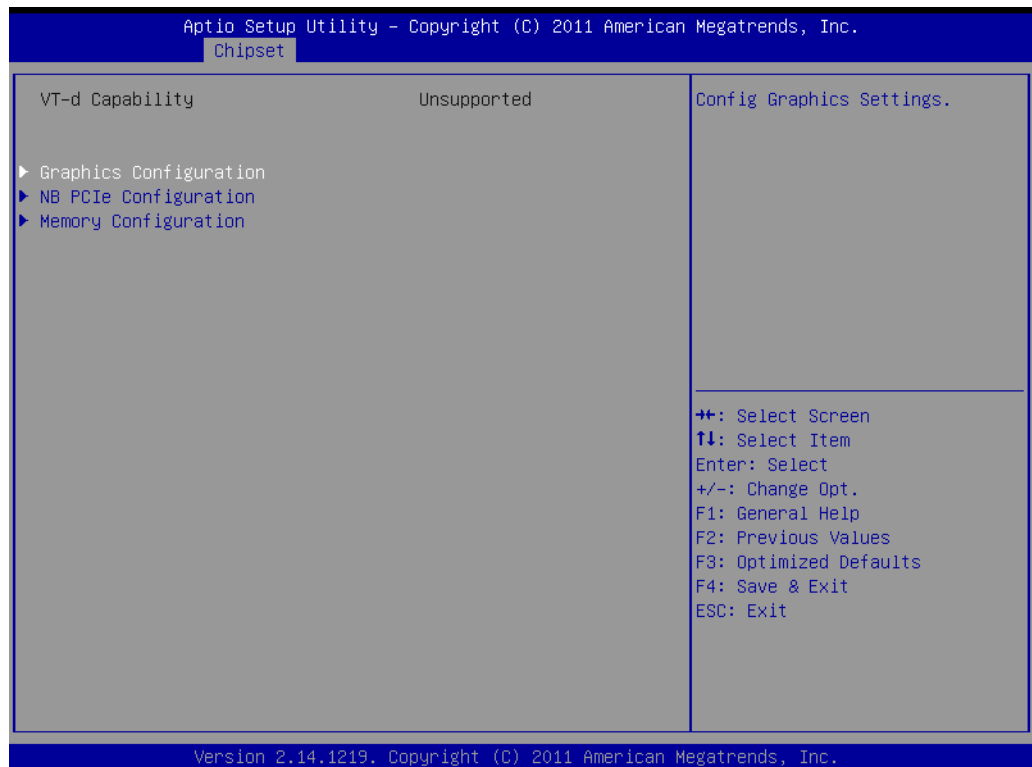 Aptio Setup Utility – Copyright (C) 2011 American Megatrends, Inc.
Chipset
VT-d Capability Unsupported
Config Graphics Settings.
▶ Graphics Configuration
▶ NB PCIe Configuration
▶ Memory Configuration
→←: Select Screen
↑↓: Select Item
Enter: Select
+/-: Change Opt.
F1: General Help
F2: Previous Values
F3: Optimized Defaults
F4: Save & Exit
ESC: Exit
Version 2.14.1219. Copyright (C) 2011 American Megatrends, Inc.